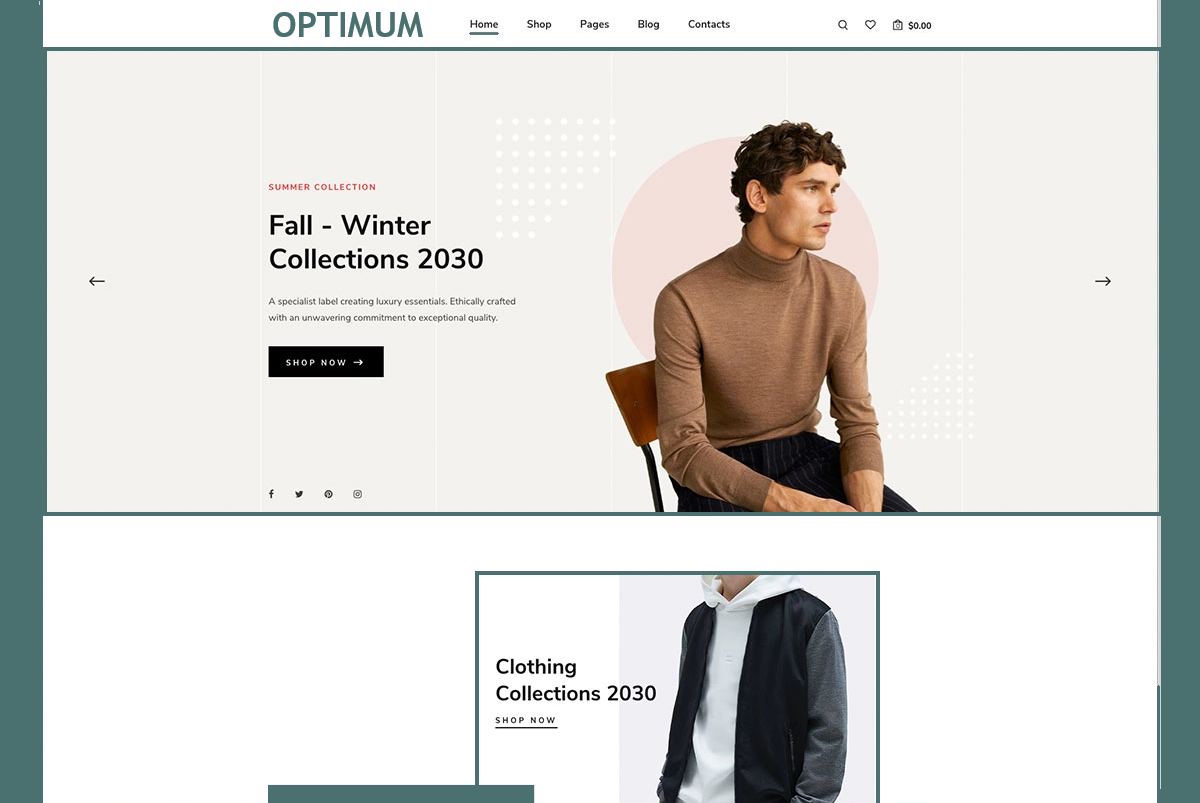 OPTIMUM
Home Shop Pages Blog Contacts
0 $0.00
SUMMER COLLECTION
Fall - Winter
Collections 2030
A specialist label creating luxury essentials. Ethically crafted
with an unwavering commitment to exceptional quality.
SHOP NOW
Clothing
Collections 2030
SHOP NOW